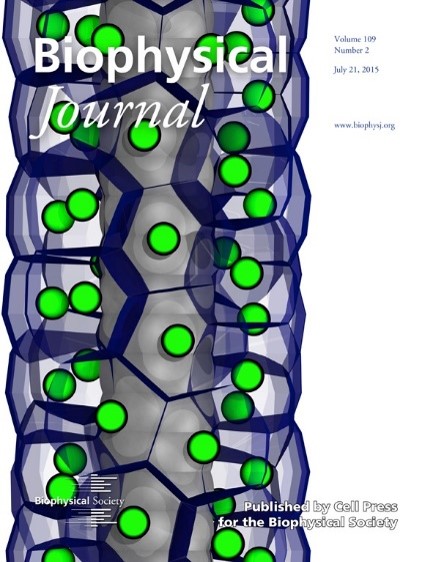 Biophysical
Journal
Volume 109
Number 2
July 21, 2015
www.biophysj.org
Biophysical Society
Published by Cell Press
for the Biophysical Society